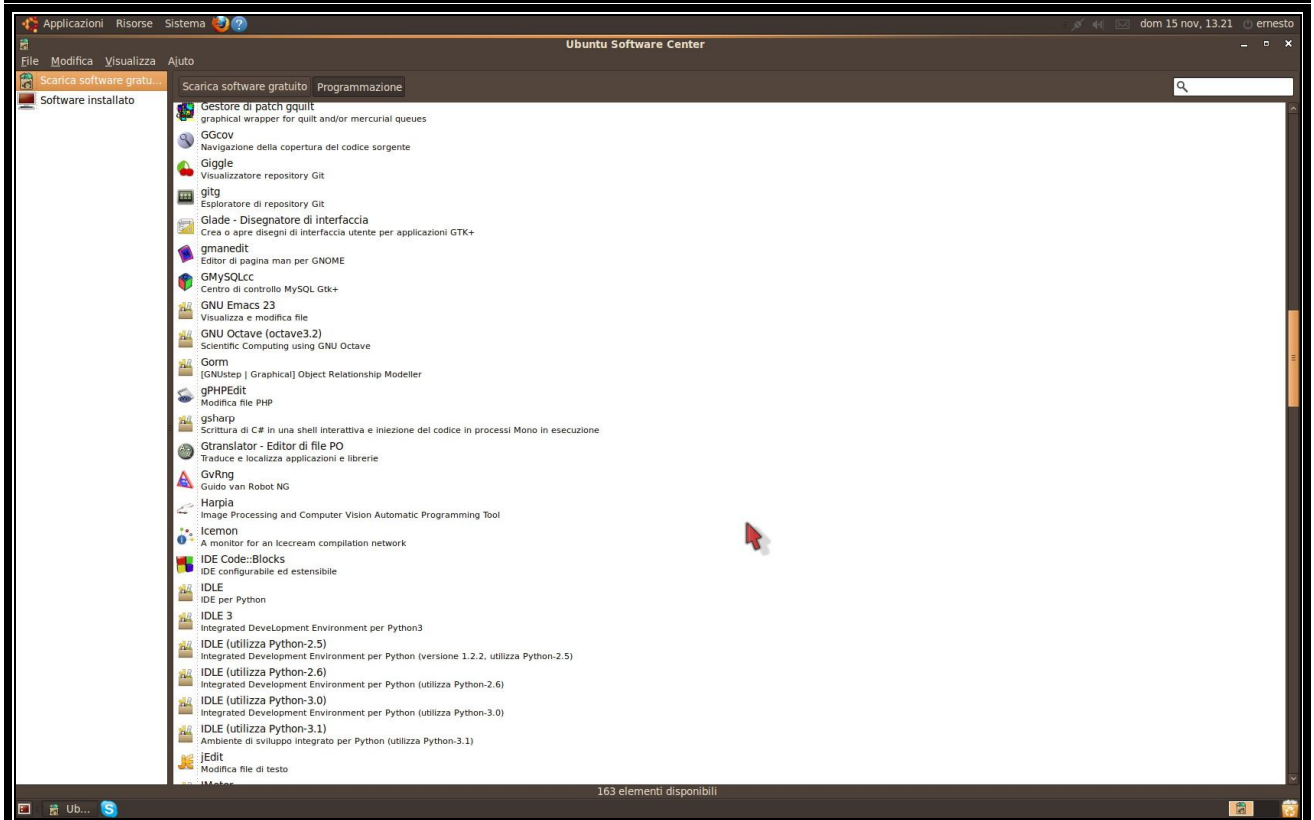 Applicazioni Risorse Sistema dom 15 nov, 13.21 ernesto
Ubuntu Software Center
File Modifica Visualizza Aiuto
Scarica software gratu...
Software installato
Scarica software gratuito Programmazione
Gestore di patch gquilt
graphical wrapper for quilt and/or mercurial queues
GGcov
Navigazione della copertura del codice sorgente
Giggle
Visualizzatore repository Git
gitg
Esploratore di repository Git
Glade - Disegnatore di interfaccia
Crea o apre disegni di interfaccia utente per applicazioni GTK+
gmanedit
Editor di pagina man per GNOME
GMySQLcc
Centro di controllo MySQL Gtk+
GNU Emacs 23
Visualizza e modifica file
GNU Octave (octave3.2)
Scientific Computing using GNU Octave
Gorm
[GNUstep | Graphical] Object Relationship Modeller
gPHPEdit
Modifica file PHP
gsharp
Scrittura di C# in una shell interattiva e iniezione del codice in processi Mono in esecuzione
Gtranslator - Editor di file PO
Traduce e localizza applicazioni e librerie
GvRng
Guido van Robot NG
Harpia
Image Processing and Computer Vision Automatic Programming Tool
Icemon
A monitor for an Icecream compilation network
IDE Code::Blocks
IDE configurabile ed estensibile
IDLE
IDE per Python
IDLE 3
Integrated DeveLopment Environment per Python3
IDLE (utilizza Python-2.5)
Integrated Development Environment per Python (versione 1.2.2, utilizza Python-2.5)
IDLE (utilizza Python-2.6)
Integrated Development Environment per Python (utilizza Python-2.6)
IDLE (utilizza Python-3.0)
Integrated Development Environment per Python (utilizza Python-3.0)
IDLE (utilizza Python-3.1)
Ambiente di sviluppo integrato per Python (utilizza Python-3.1)
jEdit
Modifica file di testo
163 elementi disponibili
Ub...